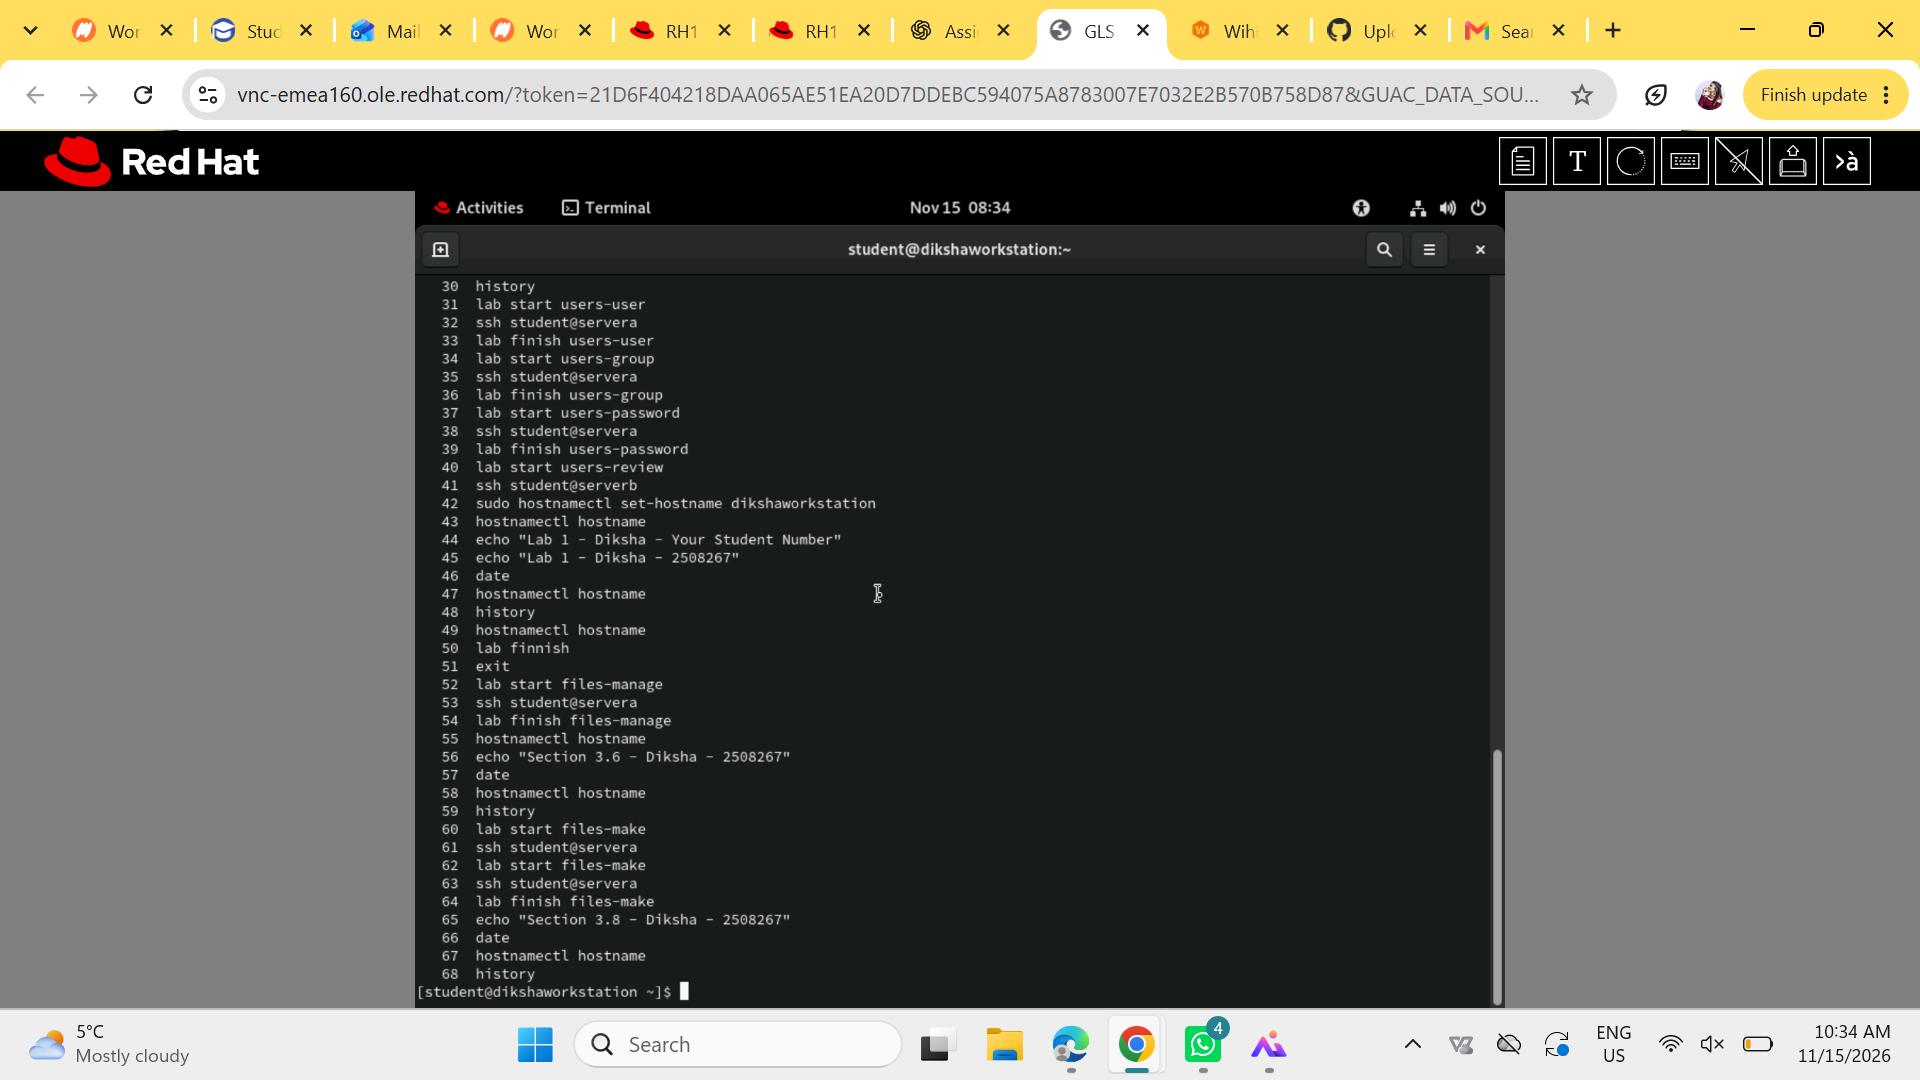 Wor
Stud
Mail
Wor
RH1
RH1
Assi
GLS
Wihi
Uplo
Sear
vnc-emea160.ole.redhat.com/?token=21D6F404218DAA065AE51EA20D7DDEBC594075A8783007E7032E2B570B758D87&GUAC_DATA_SOU...
Finish update
Red Hat
T
>à
Activities
Terminal
Nov 15 08:34
student@dikshaworkstation:~
30 history
31 lab start users-user
32 ssh student@servera
33 lab finish users-user
34 lab start users-group
35 ssh student@servera
36 lab finish users-group
37 lab start users-password
38 ssh student@servera
39 lab finish users-password
40 lab start users-review
41 ssh student@serverb
42 sudo hostnamectl set-hostname dikshaworkstation
43 hostnamectl hostname
44 echo "Lab 1 - Diksha - Your Student Number"
45 echo "Lab 1 - Diksha - 2508267"
46 date
47 hostnamectl hostname
48 history
49 hostnamectl hostname
50 lab finnish
51 exit
52 lab start files-manage
53 ssh student@servera
54 lab finish files-manage
55 hostnamectl hostname
56 echo "Section 3.6 - Diksha - 2508267"
57 date
58 hostnamectl hostname
59 history
60 lab start files-make
61 ssh student@servera
62 lab start files-make
63 ssh student@servera
64 lab finish files-make
65 echo "Section 3.8 - Diksha - 2508267"
66 date
67 hostnamectl hostname
68 history
[student@dikshaworkstation ~]$
5°C
Mostly cloudy
Search
4
ENG
US
10:34 AM
11/15/2026